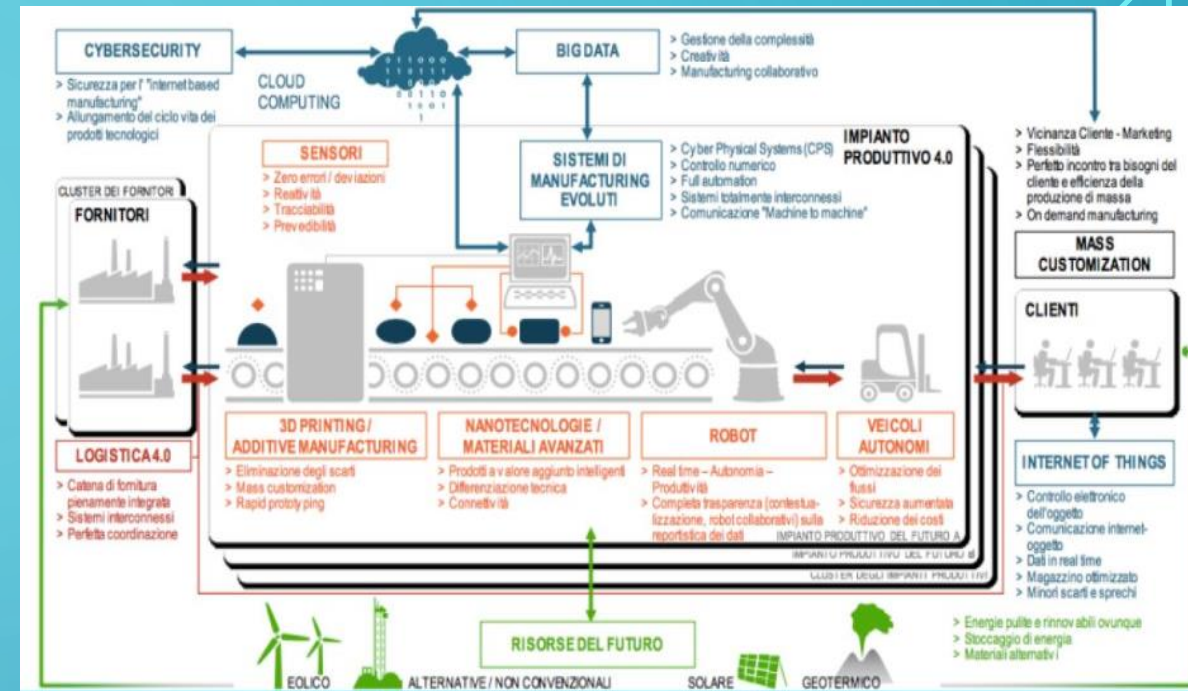 CYBERSECURITY
> Sicurezza per l' "internet based
manufacturing"
> Allungamento del ciclo vita dei
prodotti tecnologici
CLOUD
COMPUTING
BIG DATA
> Gestione della complessità
> Creatività
> Manufacturing collaborativo
IMPIANTO
PRODUTTIVO 4.0
SENSORI
> Zero errori / deviazioni
> Reattività
> Tracciabilità
> Prevedibilità
SISTEMI DI
MANUFACTURING
EVOLUTI
> Cyber Physical Systems (CPS)
> Controllo numerico
> Full automation
> Sistemi totalmente interconnessi
> Comunicazione "Machine to machine"
> Vicinanza Cliente - Marketing
> Flessibilità
> Perfetto incontro tra bisogni del
cliente e efficienza della
produzione di massa
> On demand manufacturing
MASS
CUSTOMIZATION
CLUSTER DEI FORNITORI
FORNITORI
CLIENTI
LOGISTICA 4.0
> Catena di fornitura
pienamente integrata
> Sistemi interconnessi
> Perfetta coordinazione
3D PRINTING /
ADDITIVE MANUFACTURING
> Eliminazione degli scarti
> Mass customization
> Rapid prototyping
NANOTECNOLOGIE /
MATERIALI AVANZATI
> Prodotti a valore aggiunto intelligenti
> Differenziazione tecnica
> Connettività
ROBOT
> Real time – Autonomia –
Produttività
> Completa trasparenza (contestua-
lizzazione, robot collaborativi) sulla
reportistica dei dati
VEICOLI
AUTONOMI
> Ottimizzazione dei
flussi
> Sicurezza aumentata
> Riduzione dei costi
IMPIANTO PRODUTTIVO DEL FUTURO A
IMPIANTO PRODUTTIVO DEL FUTURO B
CLUSTER DEGLI IMPIANTI PRODUTTIVI
INTERNET OF THINGS
> Controllo elettronico
dell'oggetto
> Comunicazione internet-
oggetto
> Dati in real time
> Magazzino ottimizzato
> Minori scarti e sprechi
RISORSE DEL FUTURO
> Energie pulite e rinnovabili ovunque
> Stoccaggio di energia
> Materiali alternativi
EOLICO
ALTERNATIVE / NON CONVENZIONALI
SOLARE
GEOTERMICO